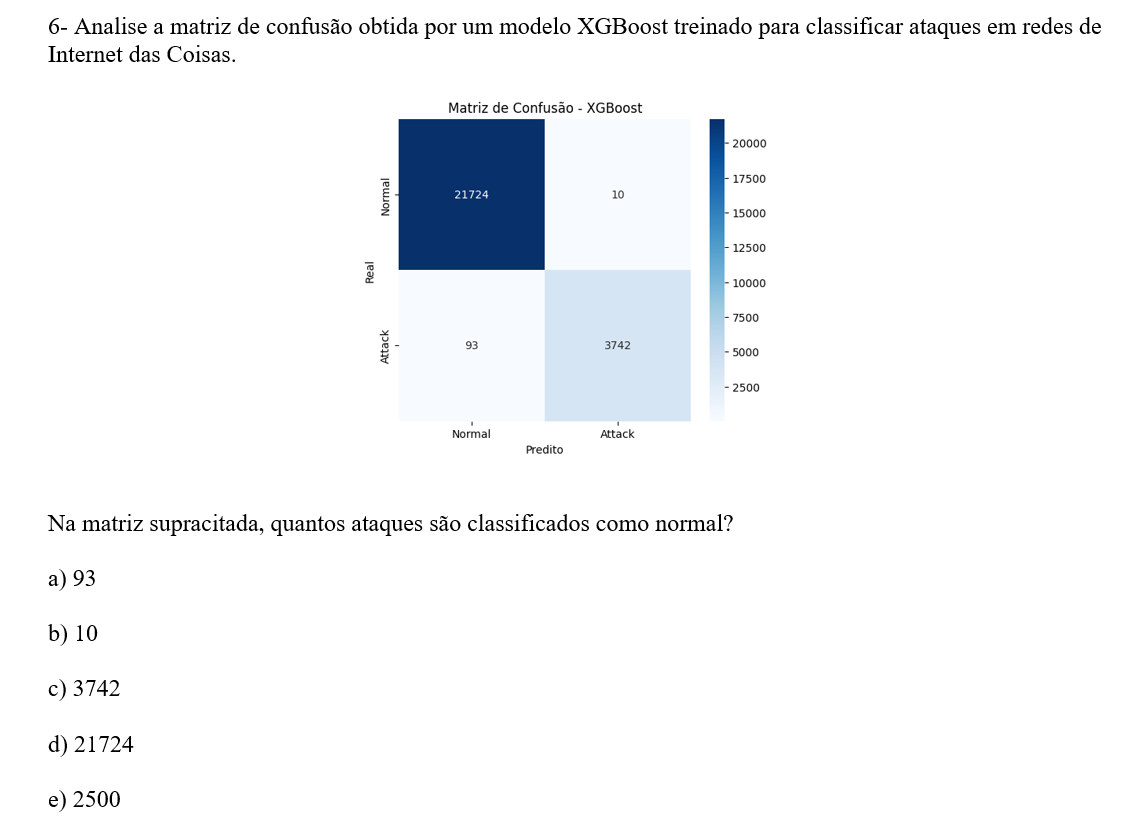 6- Analise a matriz de confusão obtida por um modelo XGBoost treinado para classificar ataques em redes de
Internet das Coisas.
Matriz de Confusão - XGBoost
Real
Normal
21724
10
Attack
93
3742
Normal
Attack
Predito
20000
17500
15000
12500
10000
7500
5000
2500
Na matriz supracitada, quantos ataques são classificados como normal?
a) 93
b) 10
c) 3742
d) 21724
e) 2500